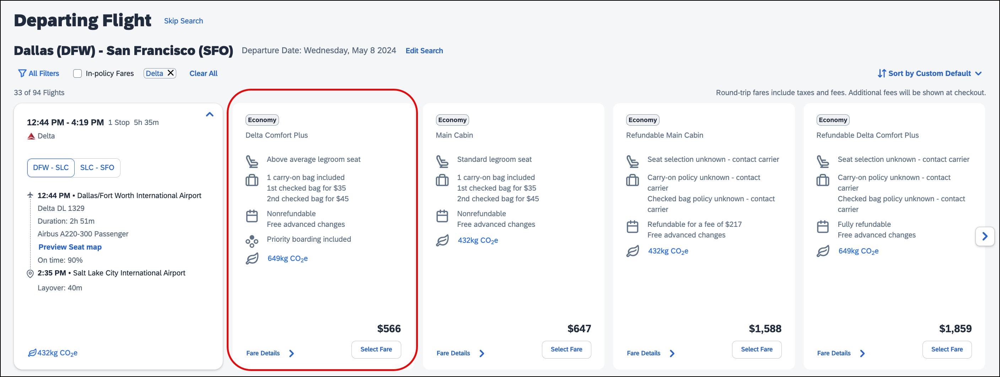 Departing Flight Skip Search
Dallas (DFW) - San Francisco (SFO) Departure Date: Wednesday, May 8 2024 Edit Search
All Filters In-policy Fares Delta Clear All Sort by Custom Default
33 of 94 Flights Round-trip fares include taxes and fees. Additional fees will be shown at checkout.
12:44 PM - 4:19 PM 1 Stop 5h 35m
Delta
DFW - SLC SLC - SFO
12:44 PM • Dallas/Fort Worth International Airport
Delta DL 1329
Duration: 2h 51m
Airbus A220-300 Passenger
Preview Seat map
On time: 90%
2:35 PM • Salt Lake City International Airport
Layover: 40m
432kg CO₂e
Economy
Delta Comfort Plus
Above average legroom seat
1 carry-on bag included
1st checked bag for $35
2nd checked bag for $45
Nonrefundable
Free advanced changes
Priority boarding included
649kg CO₂e
$566
Fare Details Select Fare
Economy
Main Cabin
Standard legroom seat
1 carry-on bag included
1st checked bag for $35
2nd checked bag for $45
Nonrefundable
Free advanced changes
432kg CO₂e
$647
Fare Details Select Fare
Economy
Refundable Main Cabin
Seat selection unknown - contact carrier
Carry-on policy unknown - contact
carrier
Checked bag policy unknown - contact
carrier
Refundable for a fee of $217
Free advanced changes
432kg CO₂e
$1,588
Fare Details Select Fare
Economy
Refundable Delta Comfort Plus
Seat selection unknown - contact carrier
Carry-on policy unknown - contact
carrier
Checked bag policy unknown - contact
carrier
Fully refundable
Free advanced changes
649kg CO₂e
$1,859
Fare Details Select Fare